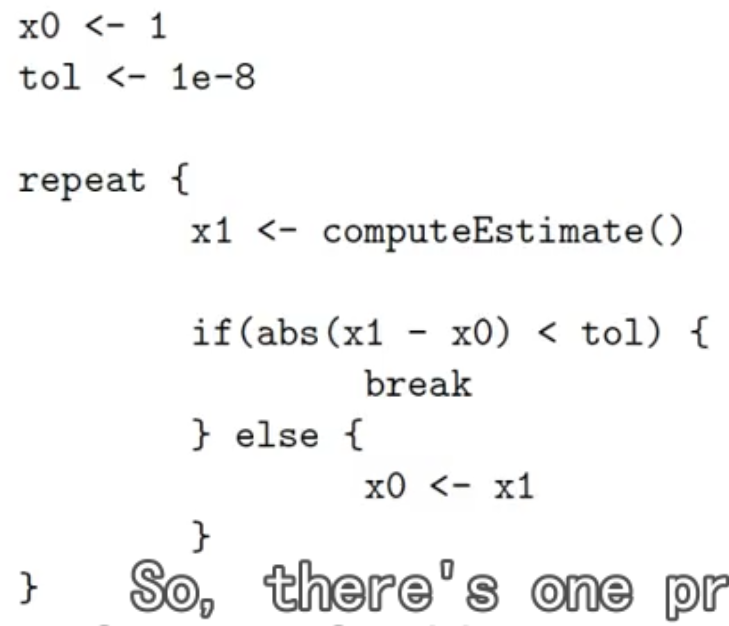 x0 <- 1
tol <- 1e-8
repeat {
x1 <- computeEstimate()
if(abs(x1 - x0) < tol) {
break
} else {
x0 <- x1
}
}
So, there's one pr